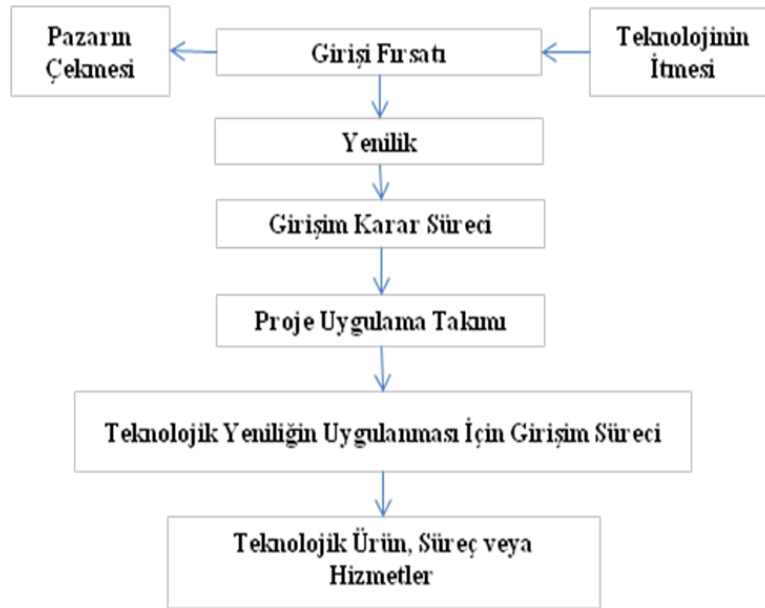 Pazarın
Çekmesi
Girişi Fırsatı
Teknolojinin
İtmesi
Yenilik
Girişim Karar Süreci
Proje Uygulama Takımı
Teknolojik Yeniliğin Uygulanması İçin Girişim Süreci
Teknolojik Ürün, Süreç veya
Hizmetler